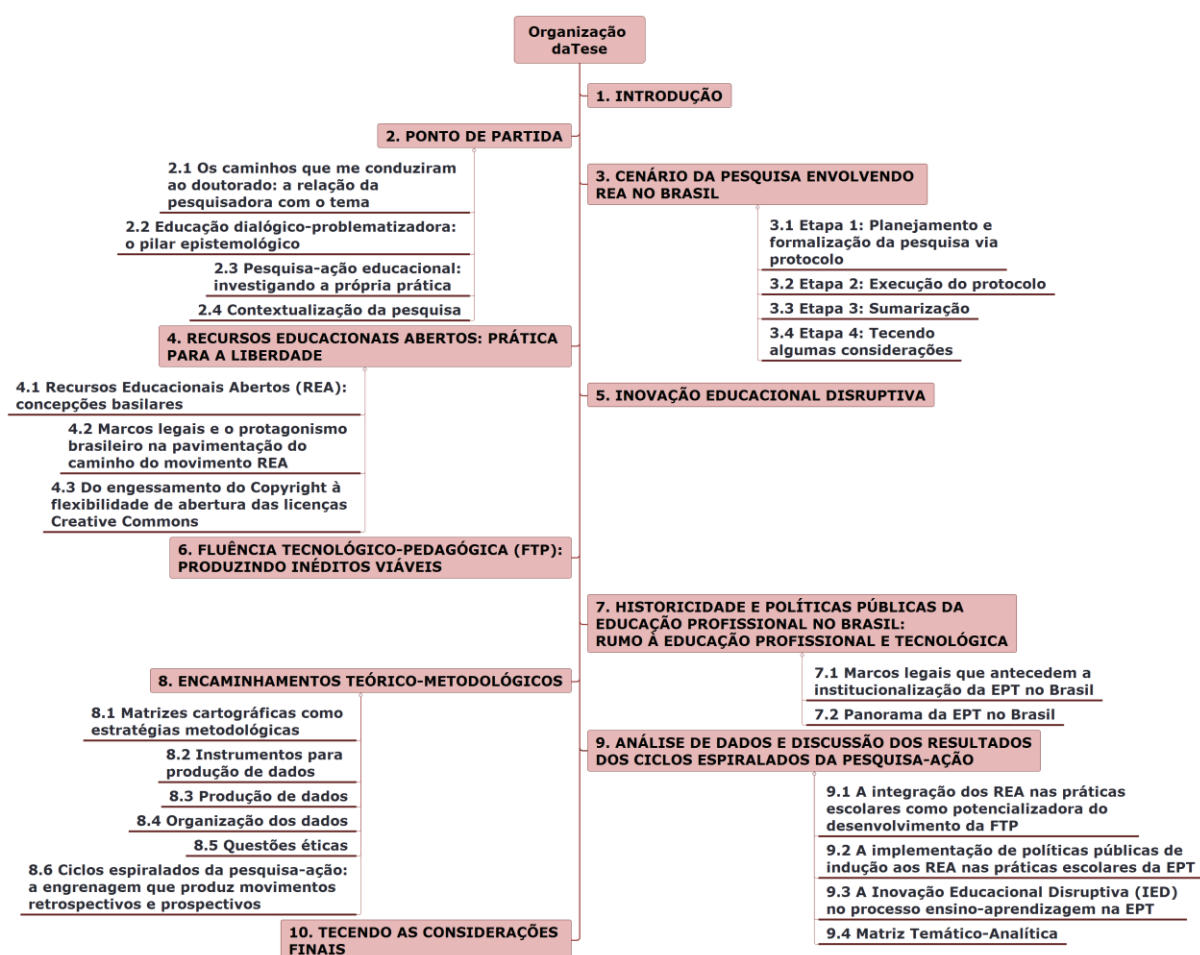 Organização
daTese
1. INTRODUÇÃO
2. PONTO DE PARTIDA
2.1 Os caminhos que me conduziram
ao doutorado: a relação da
pesquisadora com o tema
2.2 Educação dialógico-problematizadora:
o pilar epistemológico
2.3 Pesquisa-ação educacional:
investigando a própria prática
2.4 Contextualização da pesquisa
3. CENÁRIO DA PESQUISA ENVOLVENDO
REA NO BRASIL
3.1 Etapa 1: Planejamento e
formalização da pesquisa via
protocolo
3.2 Etapa 2: Execução do protocolo
3.3 Etapa 3: Sumarização
3.4 Etapa 4: Tecendo
algumas considerações
4. RECURSOS EDUCACIONAIS ABERTOS: PRÁTICA
PARA A LIBERDADE
4.1 Recursos Educacionais Abertos (REA):
concepções basilares
4.2 Marcos legais e o protagonismo
brasileiro na pavimentação do
caminho do movimento REA
4.3 Do engessamento do Copyright à
flexibilidade de abertura das licenças
Creative Commons
5. INOVAÇÃO EDUCACIONAL DISRUPTIVA
6. FLUÊNCIA TECNOLÓGICO-PEDAGÓGICA (FTP):
PRODUZINDO INÉDITOS VIÁVEIS
7. HISTORICIDADE E POLÍTICAS PÚBLICAS DA
EDUCAÇÃO PROFISSIONAL NO BRASIL:
RUMO À EDUCAÇÃO PROFISSIONAL E TECNOLÓGICA
7.1 Marcos legais que antecedem a
institucionalização da EPT no Brasil
7.2 Panorama da EPT no Brasil
8. ENCAMINHAMENTOS TEÓRICO-METODOLÓGICOS
8.1 Matrizes cartográficas como
estratégias metodológicas
8.2 Instrumentos para
produção de dados
8.3 Produção de dados
8.4 Organização dos dados
8.5 Questões éticas
8.6 Ciclos espiralados da pesquisa-ação:
a engrenagem que produz movimentos
retrospectivos e prospectivos
9. ANÁLISE DE DADOS E DISCUSSÃO DOS RESULTADOS
DOS CICLOS ESPIRALADOS DA PESQUISA-AÇÃO
9.1 A integração dos REA nas práticas
escolares como potencializadora do
desenvolvimento da FTP
9.2 A implementação de políticas públicas de
indução aos REA nas práticas escolares da EPT
9.3 A Inovação Educacional Disruptiva (IED)
no processo ensino-aprendizagem na EPT
9.4 Matriz Temático-Analítica
10. TECENDO AS CONSIDERAÇÕES
FINAIS